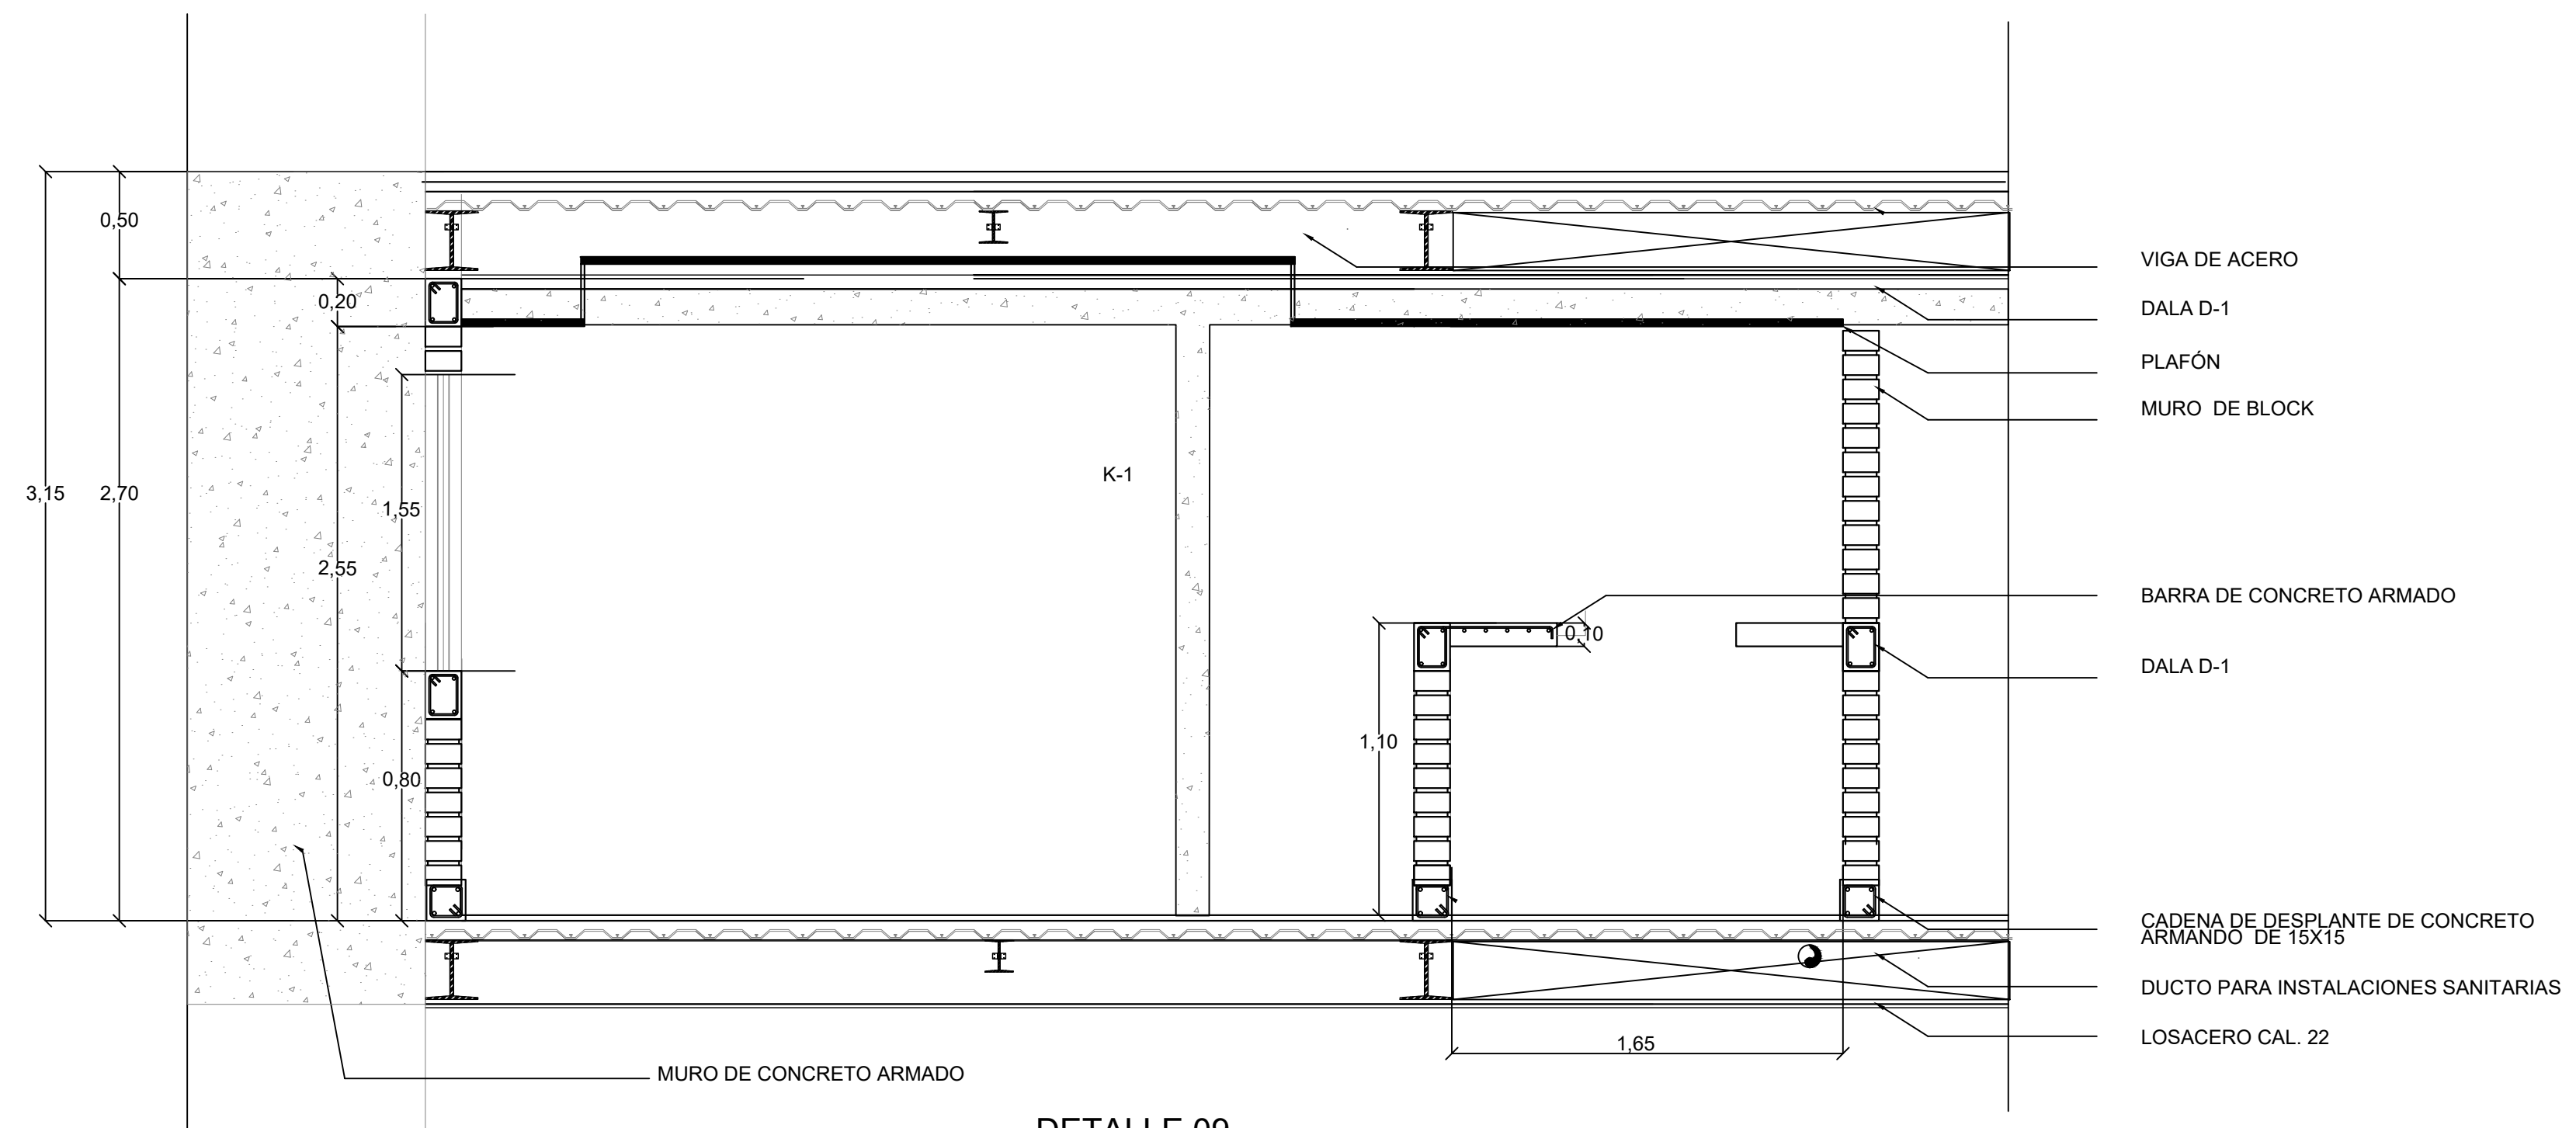 0,50
VIGA DE ACERO
0,20
DALA D-1
PLAFÓN
MURO  DE BLOCK
K-1
3,15
2,70
1,55
2,55
BARRA DE CONCRETO ARMADO
0,10
DALA D-1
1,10
0,80
CADENA DE DESPLANTE DE CONCRETO
ARMANDO  DE 15X15
DUCTO PARA INSTALACIONES SANITARIAS
LOSACERO CAL. 22
1,65
MURO DE CONCRETO ARMADO
DETALLE 09